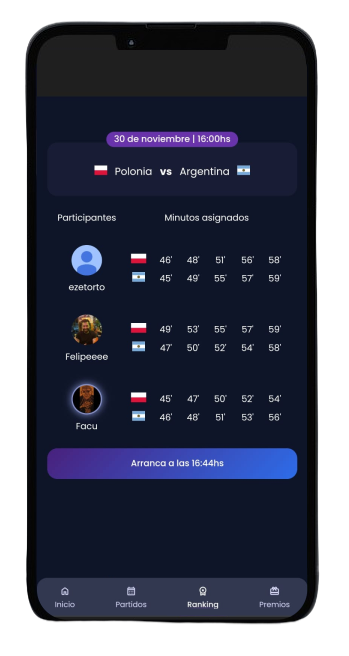 30 de noviembre | 16:00hs
Polonia vs Argentina
Participantes Minutos asignados
46' 48' 51' 56' 58'
45' 49' 55' 57' 59'
ezetorto
49' 53' 55' 57' 59'
47' 50' 52' 54' 58'
Felipeeee
45' 47' 50' 52' 54'
46' 48' 51' 53' 56'
Facu
Arranca a las 16:44hs
Inicio Partidos Ranking Premios